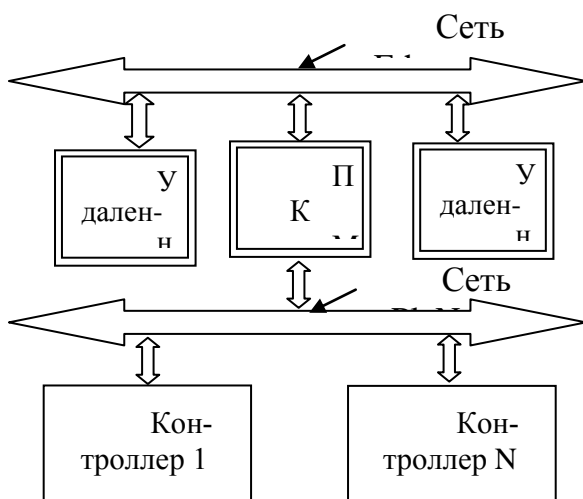 Сеть
У
дален-
н
П
К
У
дален-
н
Сеть
Кон-
троллер 1
Кон-
троллер N